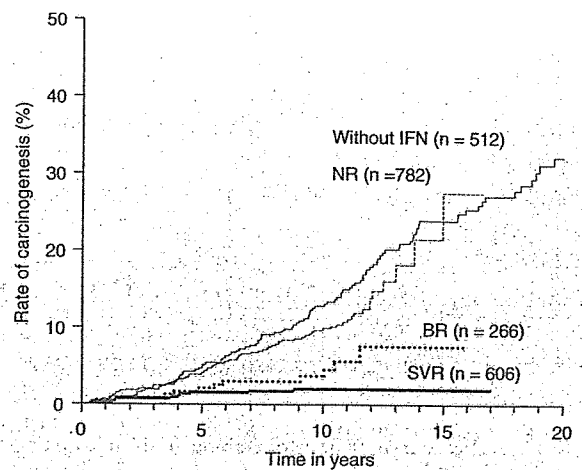 50
40
30
20
10
0
Rate of carcinogenesis (%)
Without IFN (n = 512)
NR (n =782)
BR (n = 266)
SVR (n = 606)
0
5
10
15
20
Time in years